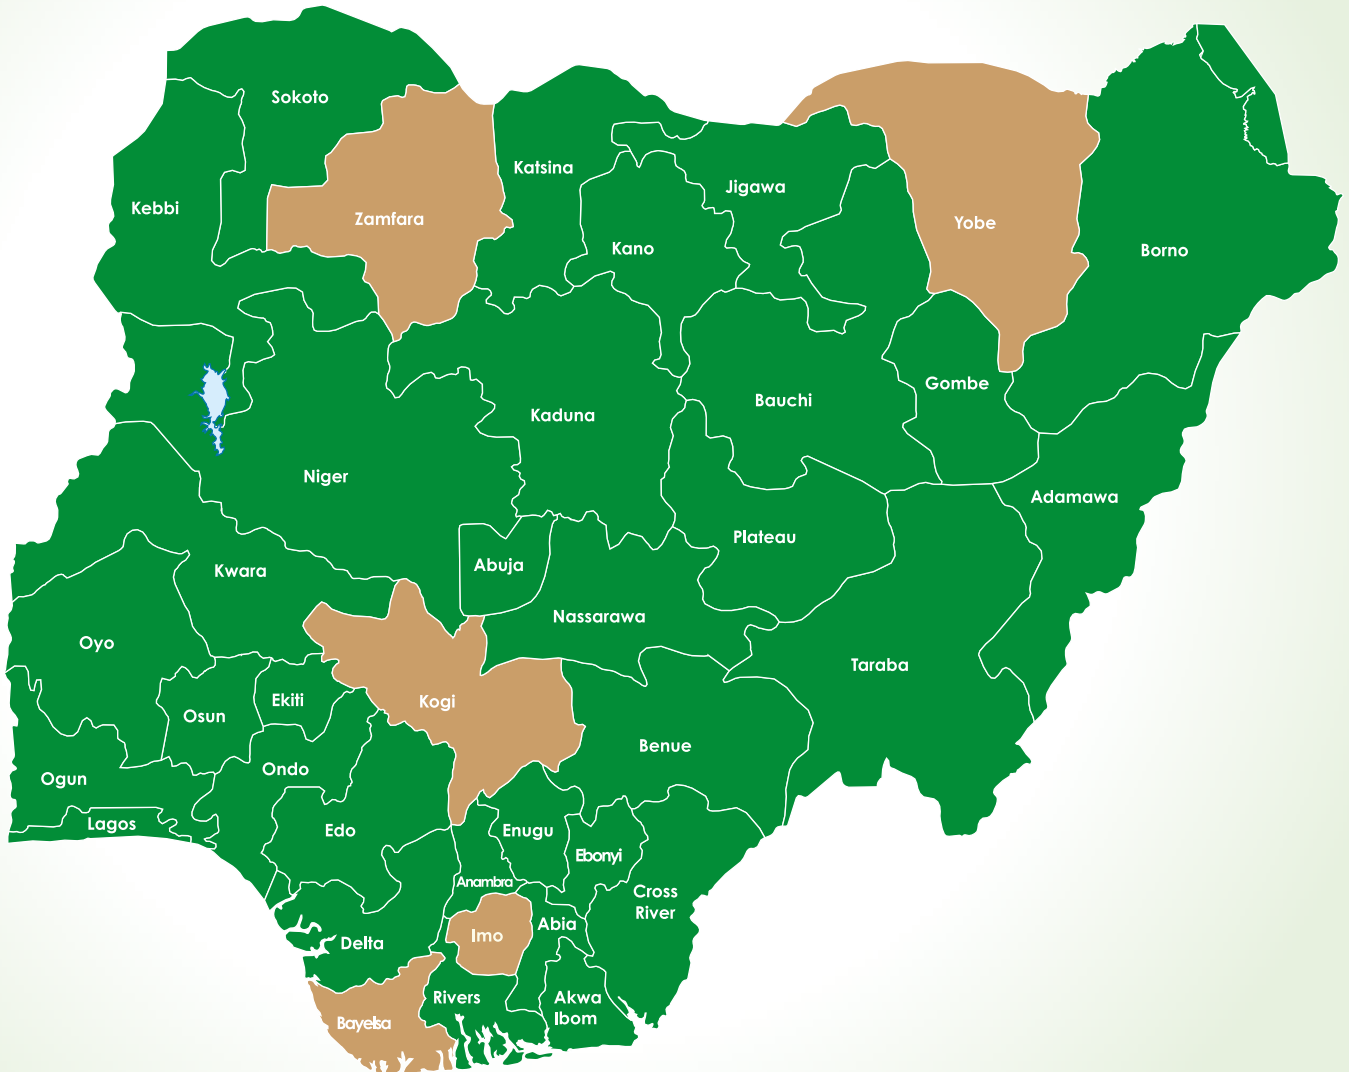 Sokoto
Katsina
Jigawa
Kebbi
Zamfara
Yobe
Kano
Borno
Gombe
Bauchi
Kaduna
Niger
Adamawa
Plateau
Abuja
Kwara
Nassarawa
Oyo
Taraba
Ekiti
Kogi
Osun
Benue
Ondo
Ogun
Lagos
Edo
Enugu
Ebonyi
Anambra
Cross
River
Abia
Imo
Delta
Rivers
Akwa
Ibom
Bayelsa